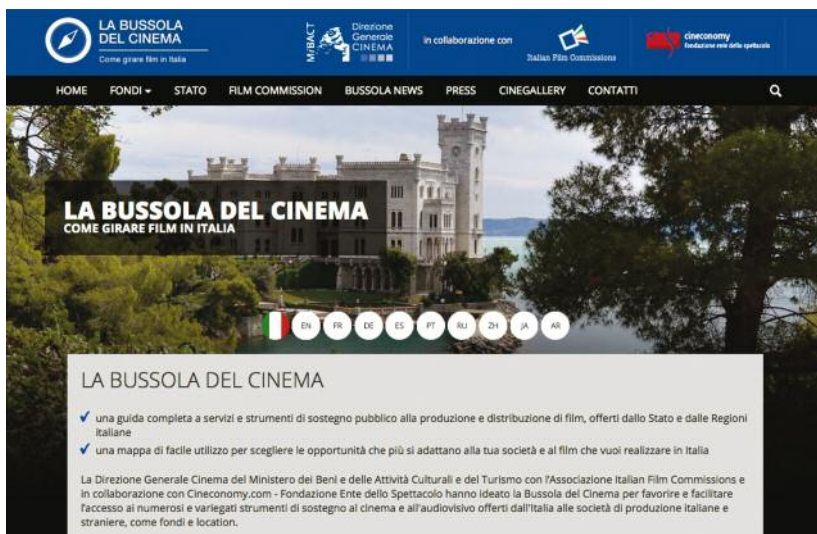 LA BUSSOLA
DEL CINEMA
Come girare film in Italia
MiBACT
Direzione
Generale
CINEMA
in collaborazione con
Italian Film Commissions
cineconomy
fondazione ente dello spettacolo
HOME FONDI STATO FILM COMMISSION BUSSOLA NEWS PRESS CINEGALLERY CONTATTI
LA BUSSOLA DEL CINEMA
COME GIRARE FILM IN ITALIA
EN FR DE ES PT RU ZH JA AR
LA BUSSOLA DEL CINEMA
una guida completa a servizi e strumenti di sostegno pubblico alla produzione e distribuzione di film, offerti dallo Stato e dalle Regioni
italiane
una mappa di facile utilizzo per scegliere le opportunità che più si adattano alla tua società e al film che vuoi realizzare in Italia
La Direzione Generale Cinema del Ministero dei Beni e delle Attività Culturali e del Turismo con l'Associazione Italian Film Commissions e
in collaborazione con Cineconomy.com - Fondazione Ente dello Spettacolo hanno ideato la Bussola del Cinema per favorire e facilitare
l'accesso ai numerosi e variegati strumenti di sostegno al cinema e all'audiovisivo offerti dall'Italia alle società di produzione italiane e
straniere, come fondi e location.